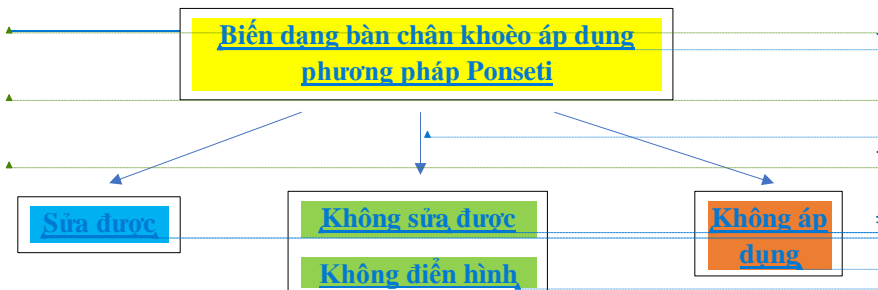 Biến dạng bàn chân khoèo áp dụng
phương pháp Ponseti
Sửa được
Không sửa được
Không điển hình
Không áp
dụng